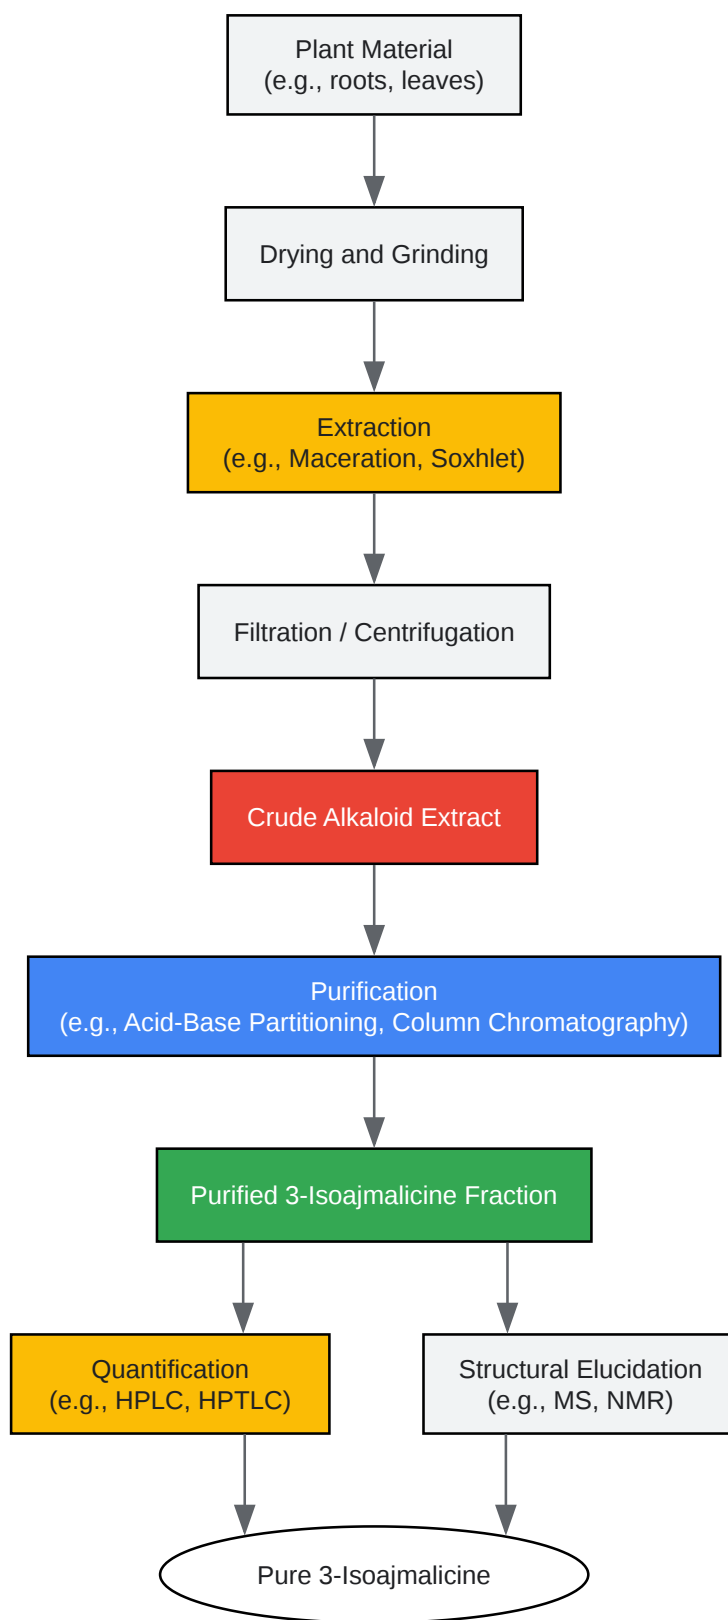 Plant Material
(e.g., roots, leaves)
Drying and Grinding
Extraction
(e.g., Maceration, Soxhlet)
Filtration / Centrifugation
Crude Alkaloid Extract
Purification
(e.g., Acid-Base Partitioning, Column Chromatography)
Purified 3-Isoajmalicine Fraction
Quantification
(e.g., HPLC, HPTLC)
Structural Elucidation
(e.g., MS, NMR)
Pure 3-Isoajmalicine